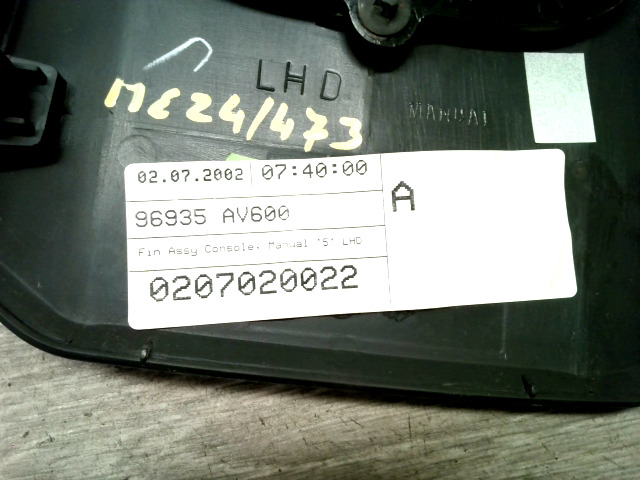 LHD
MANUAL
ME24/473
02.07.2002 07:40:00
96935 AV600
A
Fin Assy Console, Manual '5' LHD
0207020022